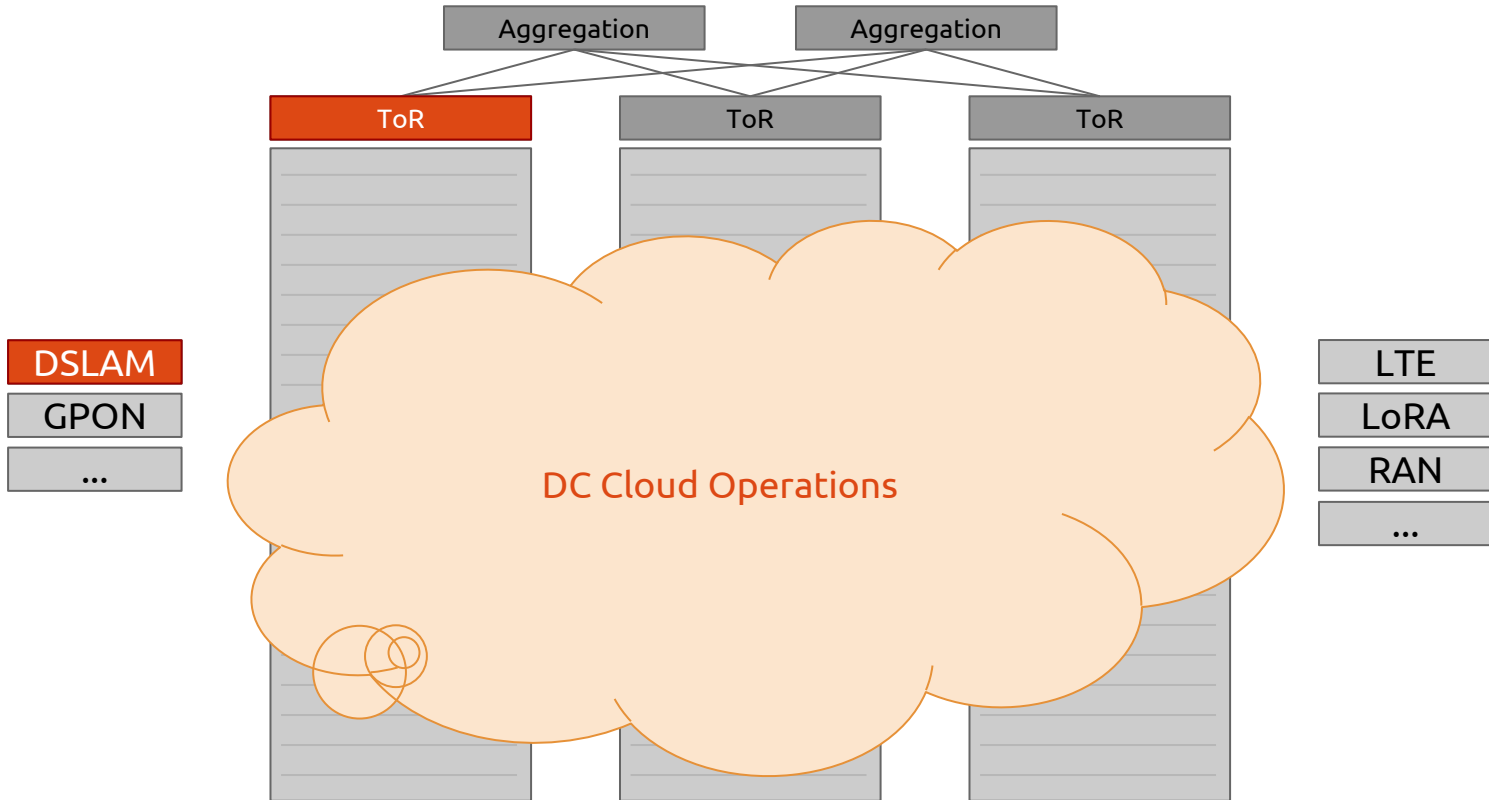 Aggregation
Aggregation
ToR
ToR
ToR
DSLAM
GPON
...
DC Cloud Operations
LTE
LoRA
RAN
...